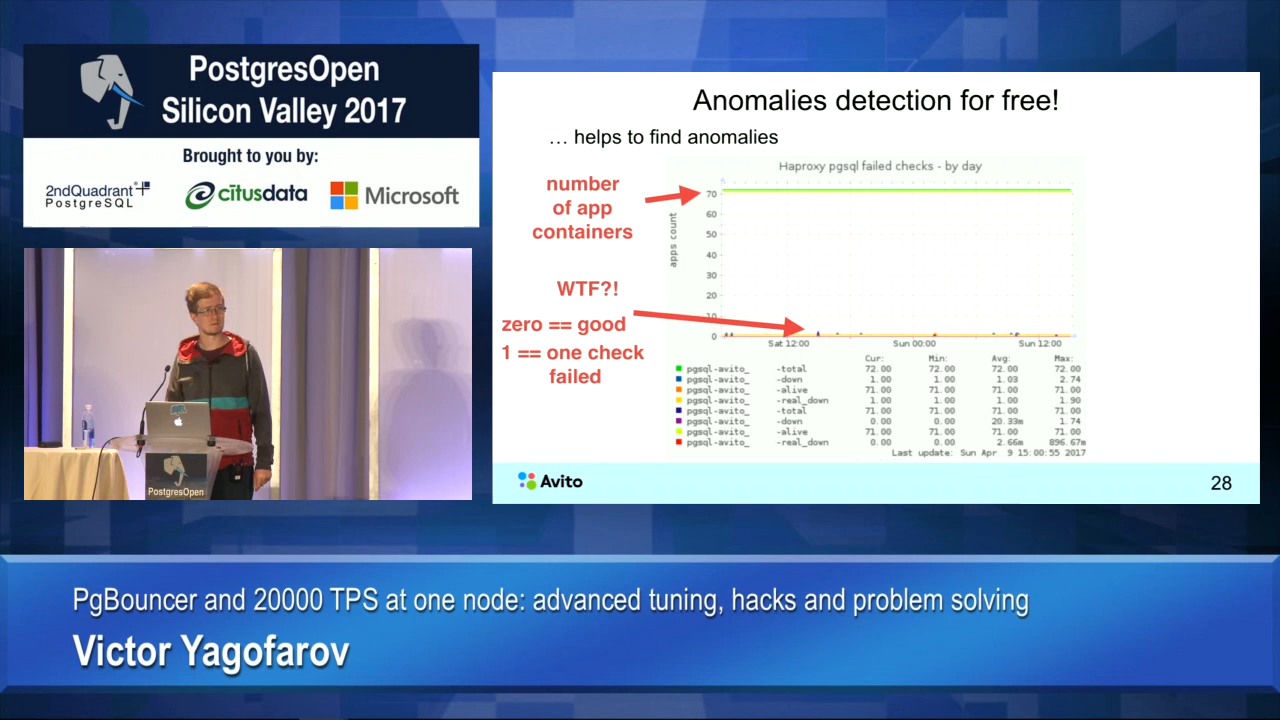 PostgresOpen
Silicon Valley 2017
Brought to you by:
2ndQuadrant
PostgreSQL
citusdata
Microsoft
PostgresOpen
Anomalies detection for free!
… helps to find anomalies
number
of app
containers
WTF?!
zero == good
1 == one check
failed
Haproxy pgsql failed checks - by day
apps count
70
60
50
40
30
20
10
0
Sat 12:00 Sun 00:00 Sun 12:00
Cur: Min: Avg: Max:
pgsql-avito_ -total 72.00 72.00 72.00 72.00
pgsql-avito_ -down 1.00 1.00 1.03 2.74
pgsql-avito_ -alive 71.00 71.00 71.00 71.00
pgsql-avito_ -real_down 1.00 1.00 1.00 1.90
pgsql-avito_ -total 71.00 71.00 71.00 71.00
pgsql-avito_ -down 0.00 0.00 20.33m 1.74
pgsql-avito_ -alive 71.00 71.00 71.00 71.00
pgsql-avito_ -real_down 0.00 0.00 2.66m 896.67m
Last update: Sun Apr 9 15:00:55 2017
Avito
28
PgBouncer and 20000 TPS at one node: advanced tuning, hacks and problem solving
Victor Yagofarov